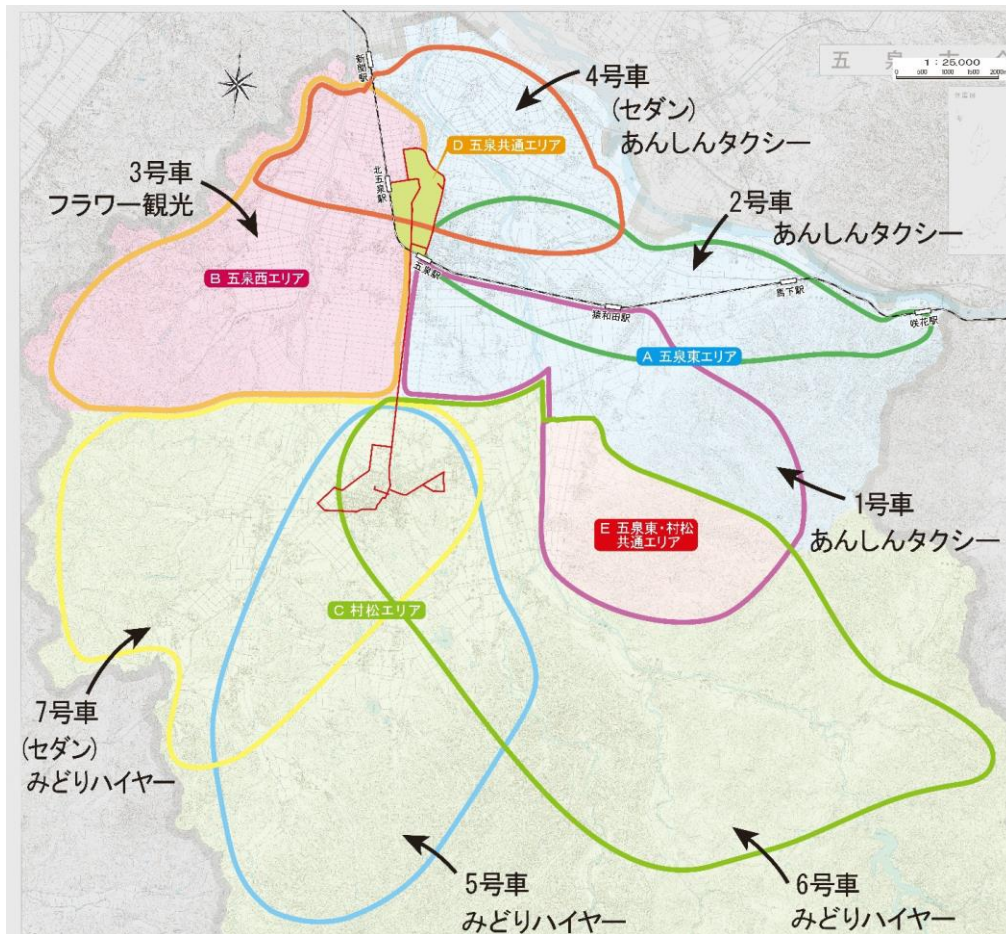 五泉市全
1:25,000
0 500 1000 1500 2000m
新関駅
4号車
(セダン)
あんしんタクシー
D 五泉共通エリア
3号車
フラワー観光
北五泉駅
2号車
あんしんタクシー
B 五泉西エリア
五泉駅
馬下駅
猿和田駅
咲花駅
A 五泉東エリア
1号車
あんしんタクシー
E 五泉東・村松
共通エリア
C 村松エリア
7号車
(セダン)
みどりハイヤー
5号車
みどりハイヤー
6号車
みどりハイヤー